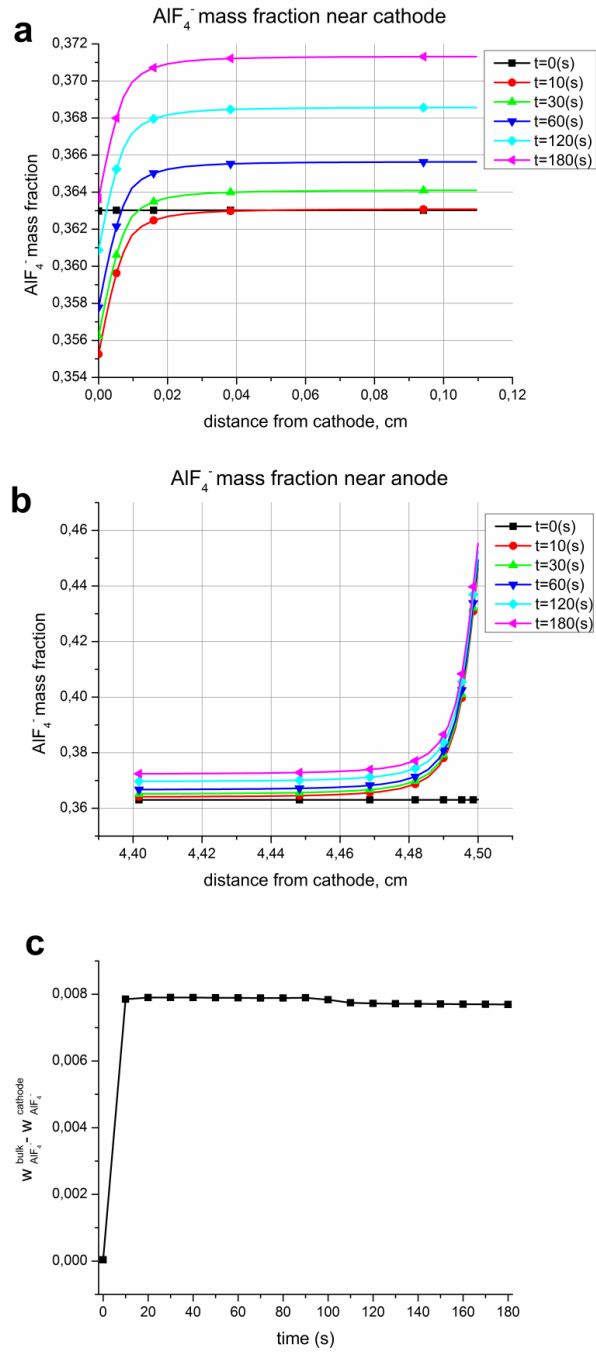 a
AlF₄⁻ mass fraction near cathode
0,372
0,370
0,368
0,366
0,364
0,362
0,360
0,358
0,356
0,354
AlF₄⁻ mass fraction
0,00 0,02 0,04 0,06 0,08 0,10 0,12
distance from cathode, cm
t=0(s)
t=10(s)
t=30(s)
t=60(s)
t=120(s)
t=180(s)
b
AlF₄⁻ mass fraction near anode
0,46
0,44
0,42
0,40
0,38
0,36
AlF₄⁻ mass fraction
4,40 4,42 4,44 4,46 4,48 4,50
distance from cathode, cm
t=0(s)
t=10(s)
t=30(s)
t=60(s)
t=120(s)
t=180(s)
c
0,008
0,006
0,004
0,002
0,000
w^bulk_AlF₄⁻ - w^cathode_AlF₄⁻
0 20 40 60 80 100 120 140 160 180
time (s)